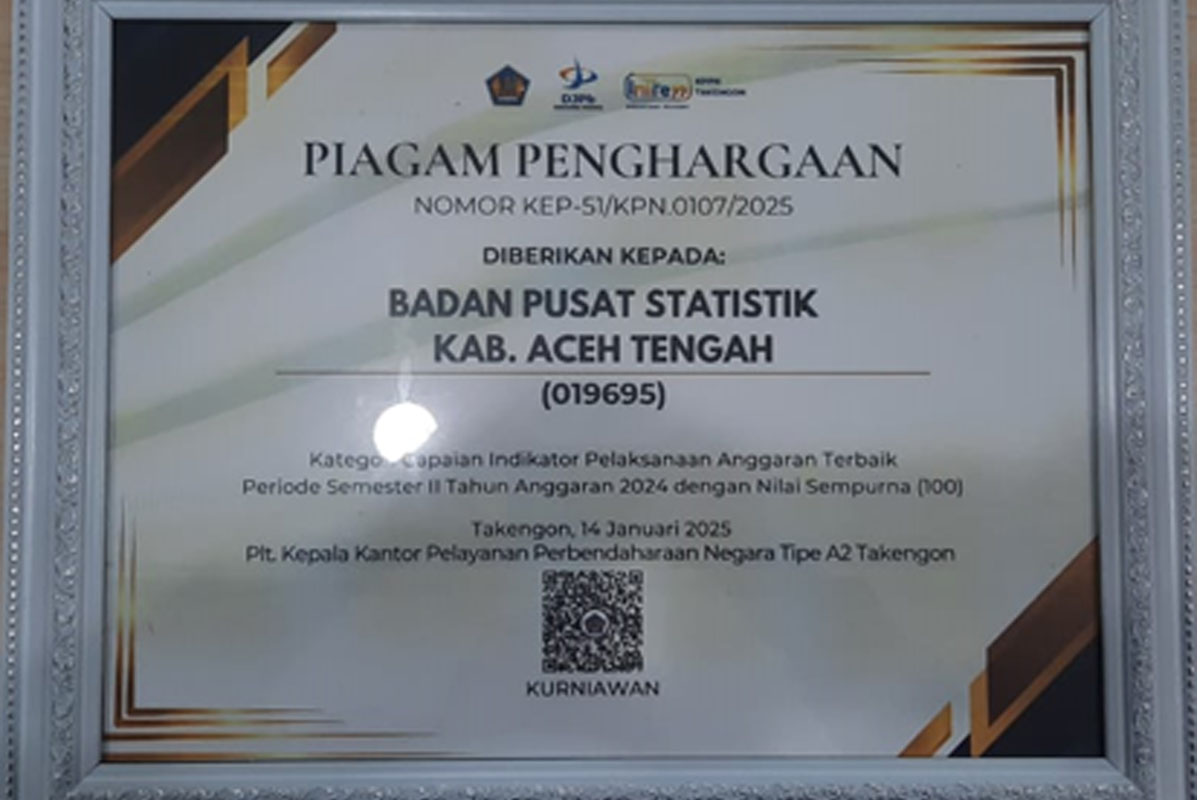 DJPb
KPPN
TAKENGON
PIAGAM PENGHARGAAN
NOMOR KEP-51/KPN.0107/2025
DIBERIKAN KEPADA:
BADAN PUSAT STATISTIK
KAB. ACEH TENGAH
(019695)
Capaian Indikator Pelaksanaan Anggaran Terbaik
Periode Semester II Tahun Anggaran 2024 dengan Nilai Sempurna (100)
Takengon, 14 Januari 2025
Plt. Kepala Kantor Pelayanan Perbendaharaan Negara Tipe A2 Takengon
KURNIAWAN